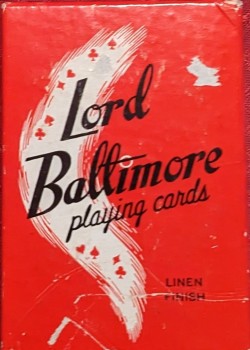 Lord
Baltimore
playing cards
LINEN
FINISH